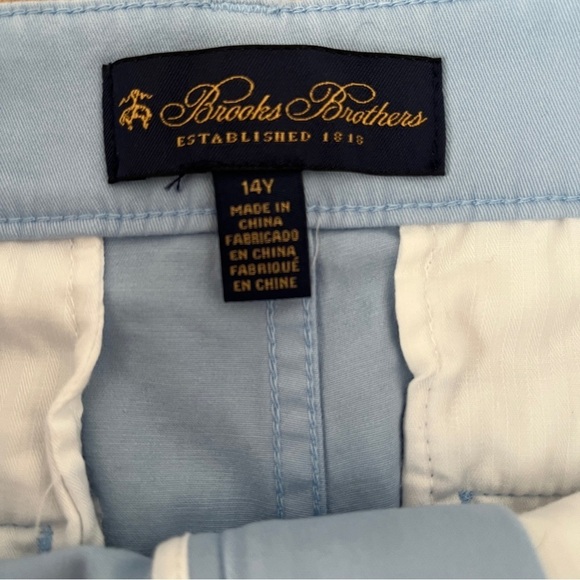 Brooks Brothers
ESTABLISHED 1818
14Y
MADE IN
CHINA
FABRICADO
EN CHINA
FABRIQUÉ
EN CHINE